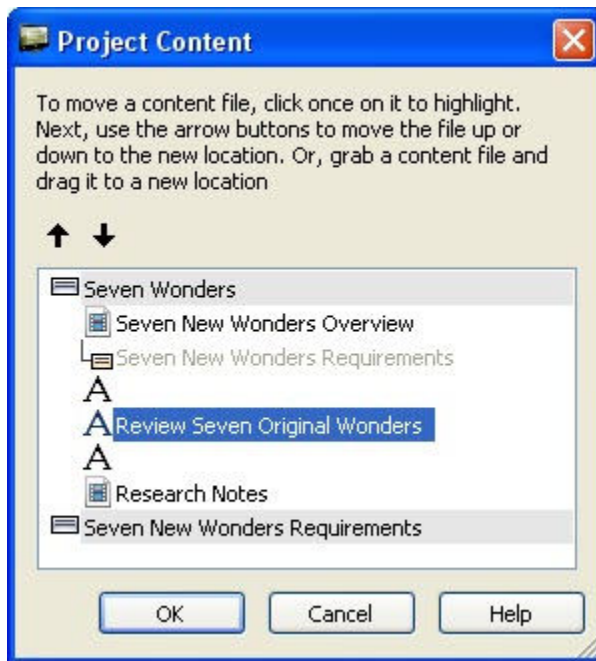 Project Content
To move a content file, click once on it to highlight.
Next, use the arrow buttons to move the file up or
down to the new location. Or, grab a content file and
drag it to a new location
Seven Wonders
Seven New Wonders Overview
Seven New Wonders Requirements
A
A Review Seven Original Wonders
A
Research Notes
Seven New Wonders Requirements
OK Cancel Help